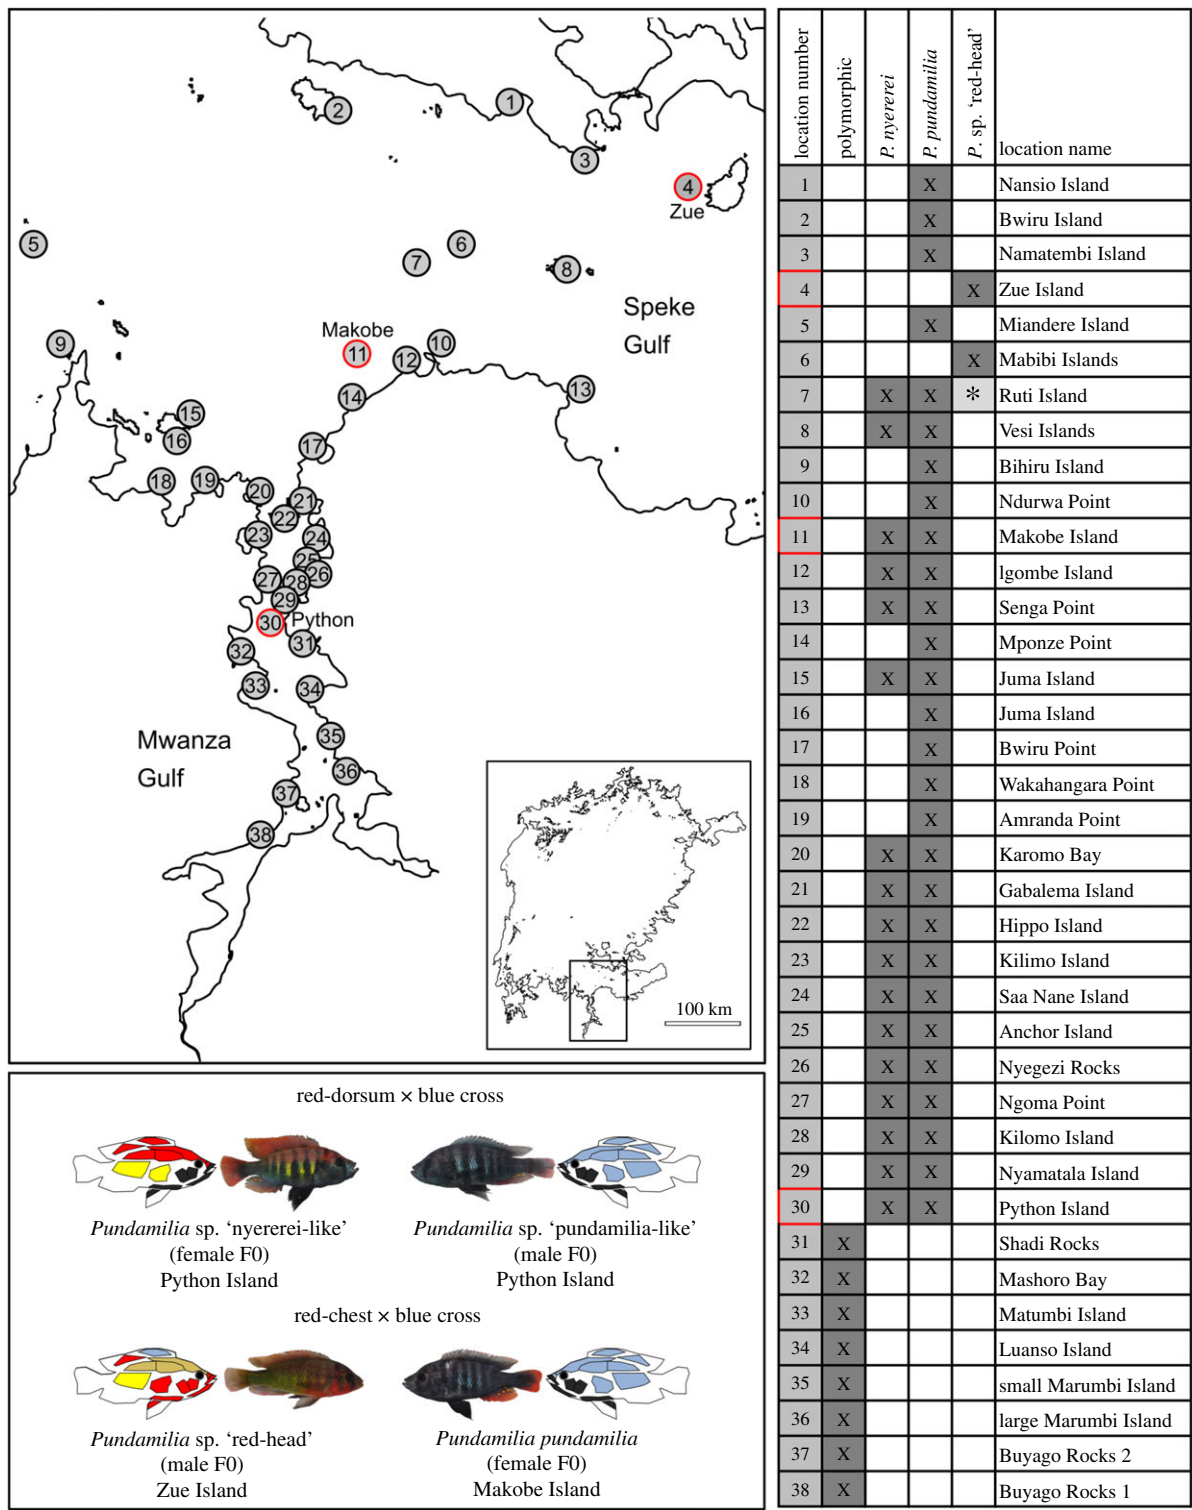 1
2
3
4
Zue
5
6
7
8
Speke
Gulf
Makobe
9
10
11
12
13
14
15
16
17
18
19
20
21
22
23
24
25
26
27
28
29
30
Python
31
32
33
34
35
36
37
38
Mwanza
Gulf
100 km
red-dorsum × blue cross
Pundamilia sp. ‘nyererei-like’
(female F0)
Python Island
Pundamilia sp. ‘pundamilia-like’
(male F0)
Python Island
red-chest × blue cross
Pundamilia sp. ‘red-head’
(male F0)
Zue Island
Pundamilia pundamilia
(female F0)
Makobe Island
location number polymorphic P. nyererei P. pundamilia P. sp. ‘red-head’ location name
1 X Nansio Island
2 X Bwiru Island
3 X Namatembi Island
4 X Zue Island
5 X Miandere Island
6 X Mabibi Islands
7 X X * Ruti Island
8 X X Vesi Islands
9 X Bihiru Island
10 X Ndurwa Point
11 X X Makobe Island
12 X X lgombe Island
13 X X Senga Point
14 X Mponze Point
15 X X Juma Island
16 X Juma Island
17 X Bwiru Point
18 X Wakahangara Point
19 X Amranda Point
20 X X Karomo Bay
21 X X Gabalema Island
22 X X Hippo Island
23 X X Kilimo Island
24 X X Saa Nane Island
25 X X Anchor Island
26 X X Nyegezi Rocks
27 X X Ngoma Point
28 X X Kilomo Island
29 X X Nyamatala Island
30 X X Python Island
31 X Shadi Rocks
32 X Mashoro Bay
33 X Matumbi Island
34 X Luanso Island
35 X small Marumbi Island
36 X large Marumbi Island
37 X Buyago Rocks 2
38 X Buyago Rocks 1